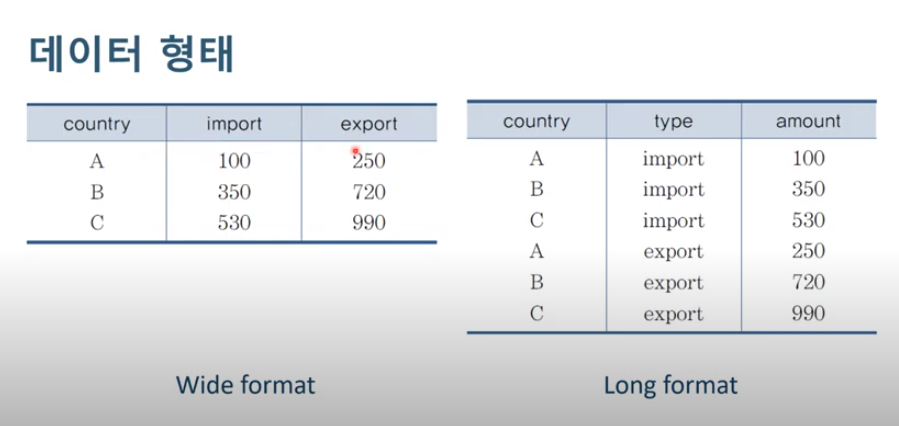 데이터 형태
country import export
A 100 250
B 350 720
C 530 990
Wide format
country type amount
A import 100
B import 350
C import 530
A export 250
B export 720
C export 990
Long format